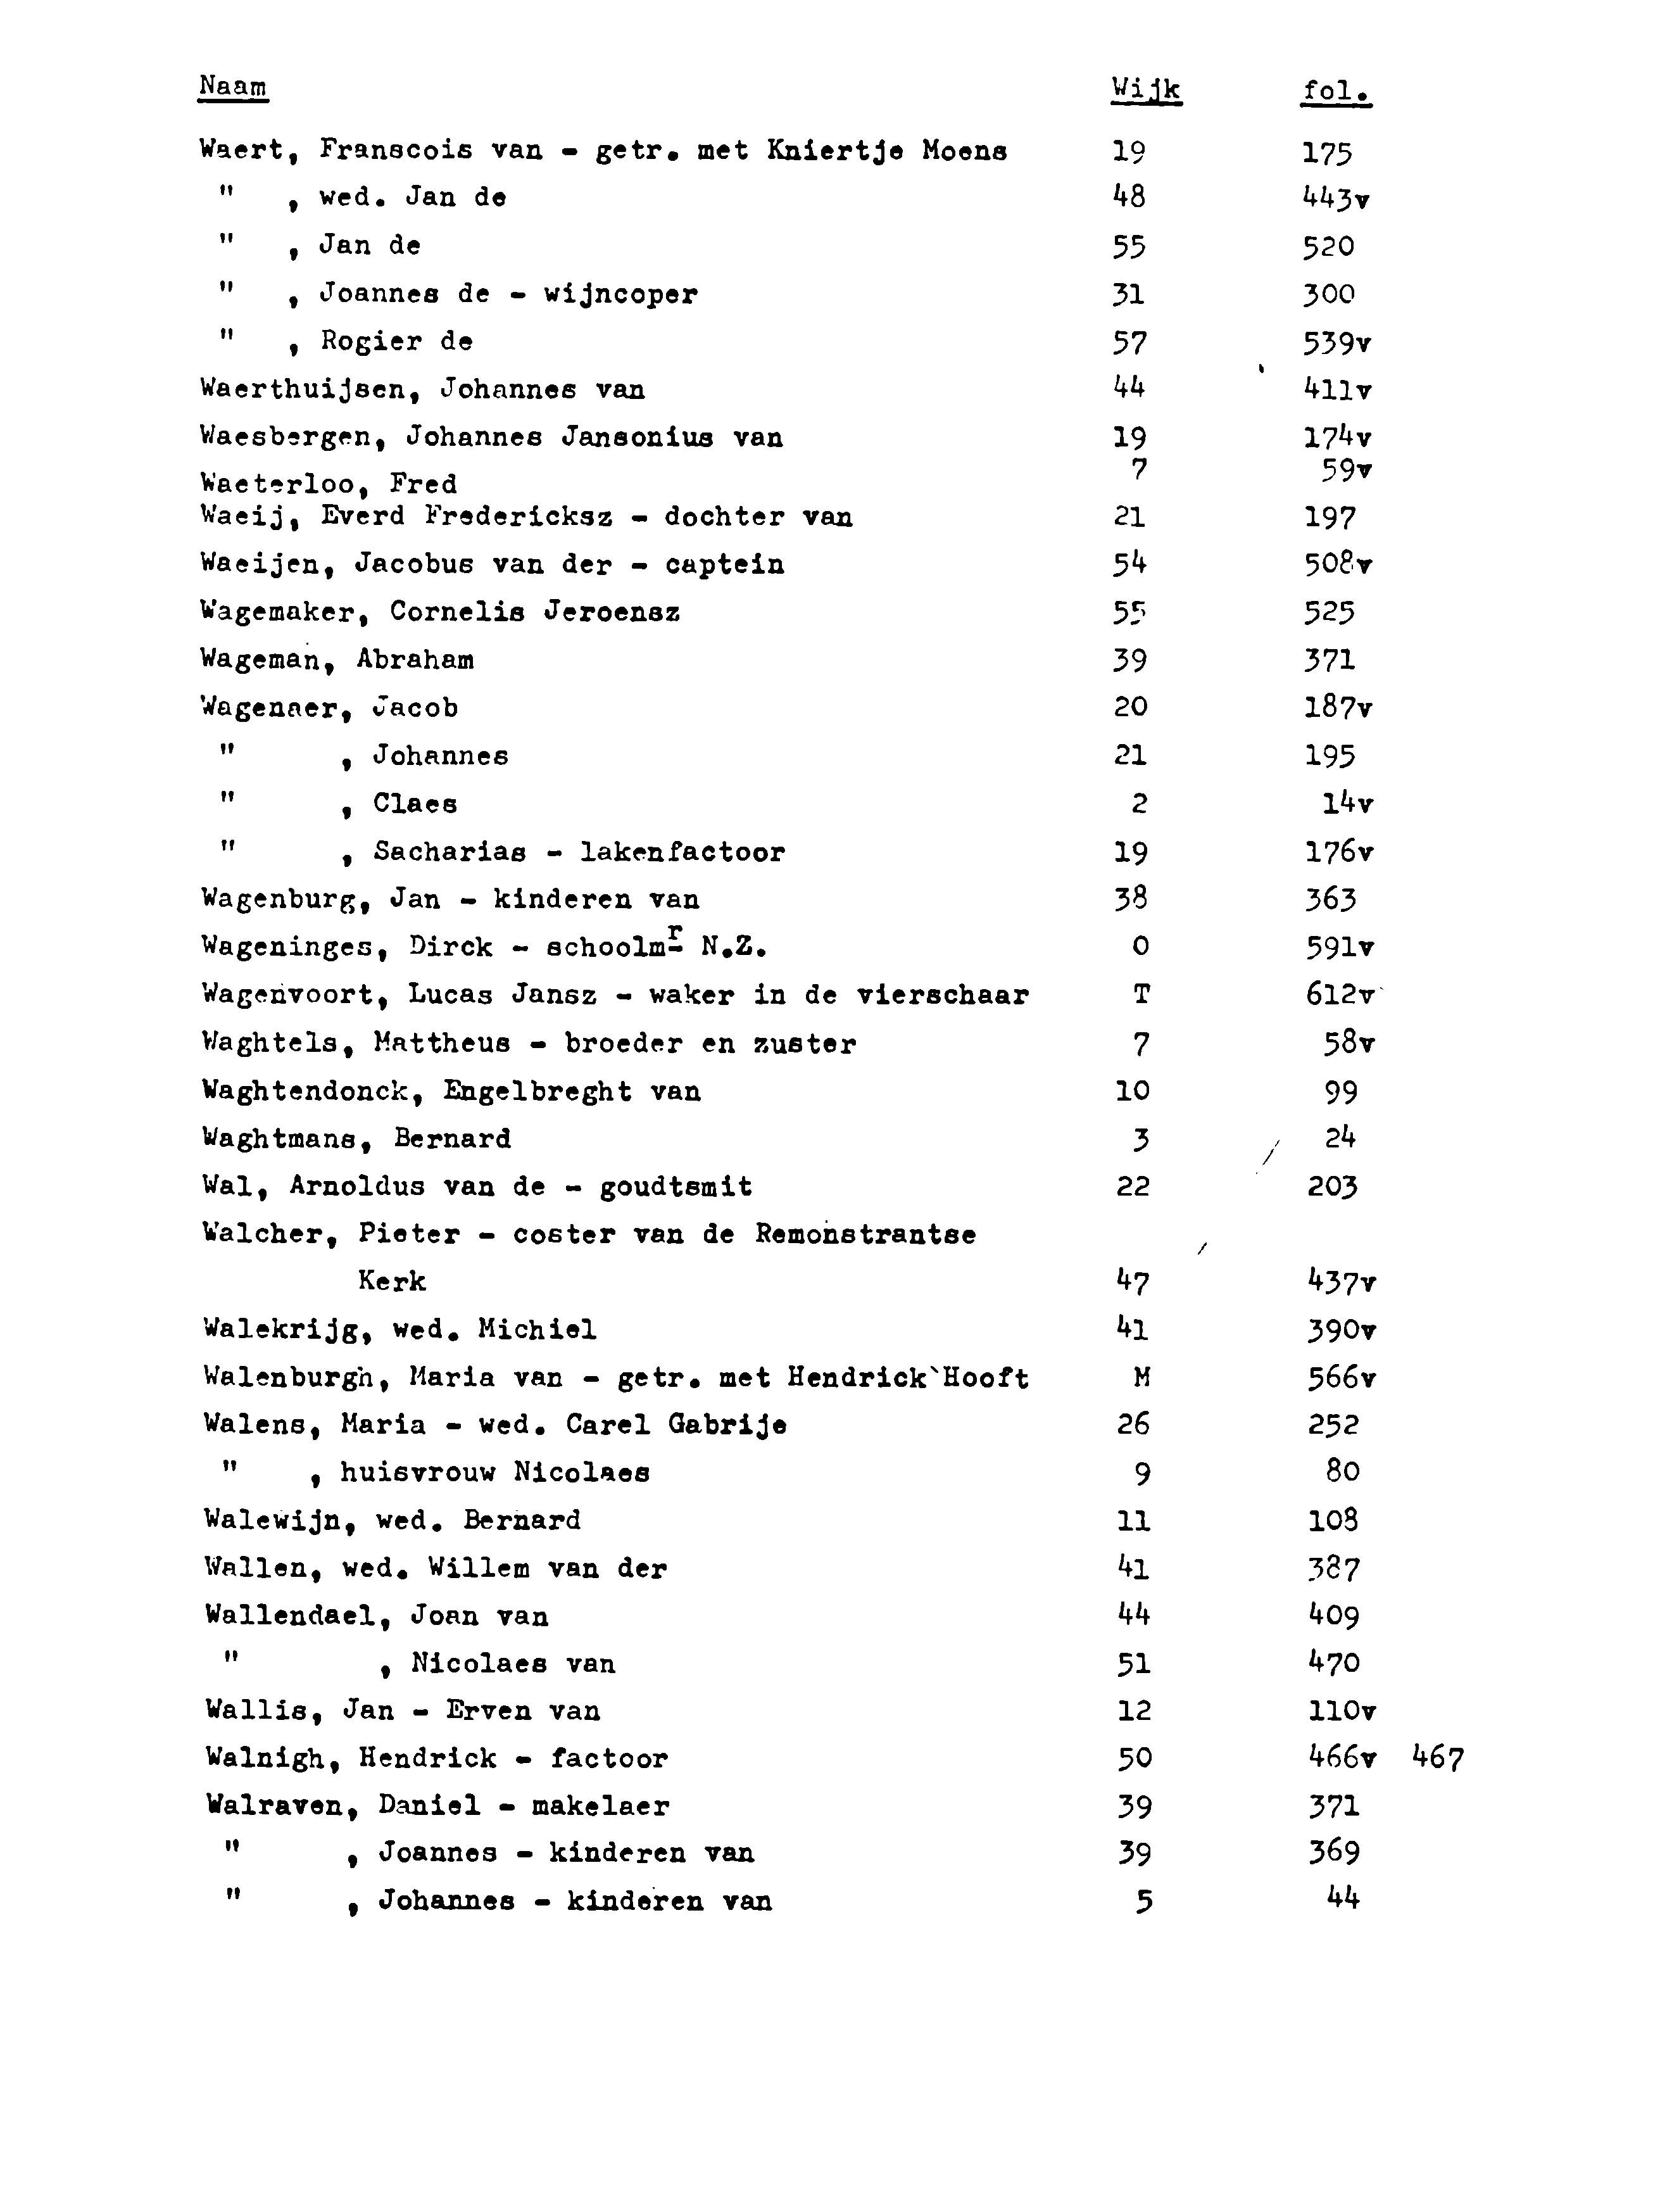 Naam Wijk fol.
Waert, Franscois van - getr. met Kniertje Moens 19 175
" , wed. Jan de 48 443v
" , Jan de 55 520
" , Joannes de - wijncoper 31 300
" , Rogier de 57 539v
Waerthuijsen, Johannes van 44 411v
Waesbergen, Johannes Jansonius van 19 174v
Waeterloo, Fred 7 59v
Waeij, Everd Fredericksz - dochter van 21 197
Waeijen, Jacobus van der - captein 54 508v
Wagemaker, Cornelis Jeroensz 55 525
Wageman, Abraham 39 371
Wagenaer, Jacob 20 187v
" , Johannes 21 195
" , Claes 2 14v
" , Sacharias - lakenfactoor 19 176v
Wagenburg, Jan - kinderen van 38 363
Wageninges, Dirck - schoolmr N.Z. O 591v
Wagenvoort, Lucas Jansz - waker in de vierschaar T 612v
Waghtels, Mattheus - broeder en zuster 7 58v
Waghtendonck, Engelbreght van 10 99
Waghtmans, Bernard 3 24
Wal, Arnoldus van de - goudtsmit 22 203
Walcher, Pieter - coster van de Remonstrantse
Kerk 47 437v
Walekrijg, wed. Michiel 41 390v
Walenburgh, Maria van - getr. met Hendrick Hooft M 566v
Walens, Maria - wed. Carel Gabrije 26 252
" , huisvrouw Nicolaes 9 80
Walewijn, wed. Bernard 11 108
Wallen, wed. Willem van der 41 387
Wallendael, Joan van 44 409
" , Nicolaes van 51 470
Wallis, Jan - Erven van 12 110v
Walnigh, Hendrick - factoor 50 466v 467
Walraven, Daniel - makelaer 39 371
" , Joannes - kinderen van 39 369
" , Johannes - kinderen van 5 44